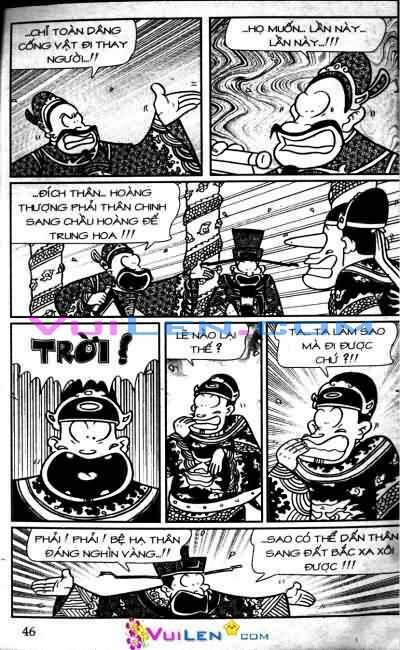 ...CHỈ TOÀN DÂNG
CỐNG VẬT ĐI THAY
NGƯỜI...!!
...HỌ MUỐN... LẦN NÀY...
LẦN NÀY...!!!
...ĐÍCH THÂN... HOÀNG
THƯỢNG PHẢI THÂN CHINH
SANG CHẦU HOÀNG ĐẾ
TRUNG HOA !!!
VUILEN.COM
TRỜI !
LẼ NÀO LẠI
THẾ ?
TA... TA LÀM SAO
MÀ ĐI ĐƯỢC
CHỨ ?!!
PHẢI ! PHẢI ! BỆ HẠ THÂN
ĐÁNG NGHÌN VÀNG...!!
...SAO CÓ THỂ DẤN THÂN
SANG ĐẤT BẮC XA XÔI
ĐƯỢC !!!
46
VUILEN.COM